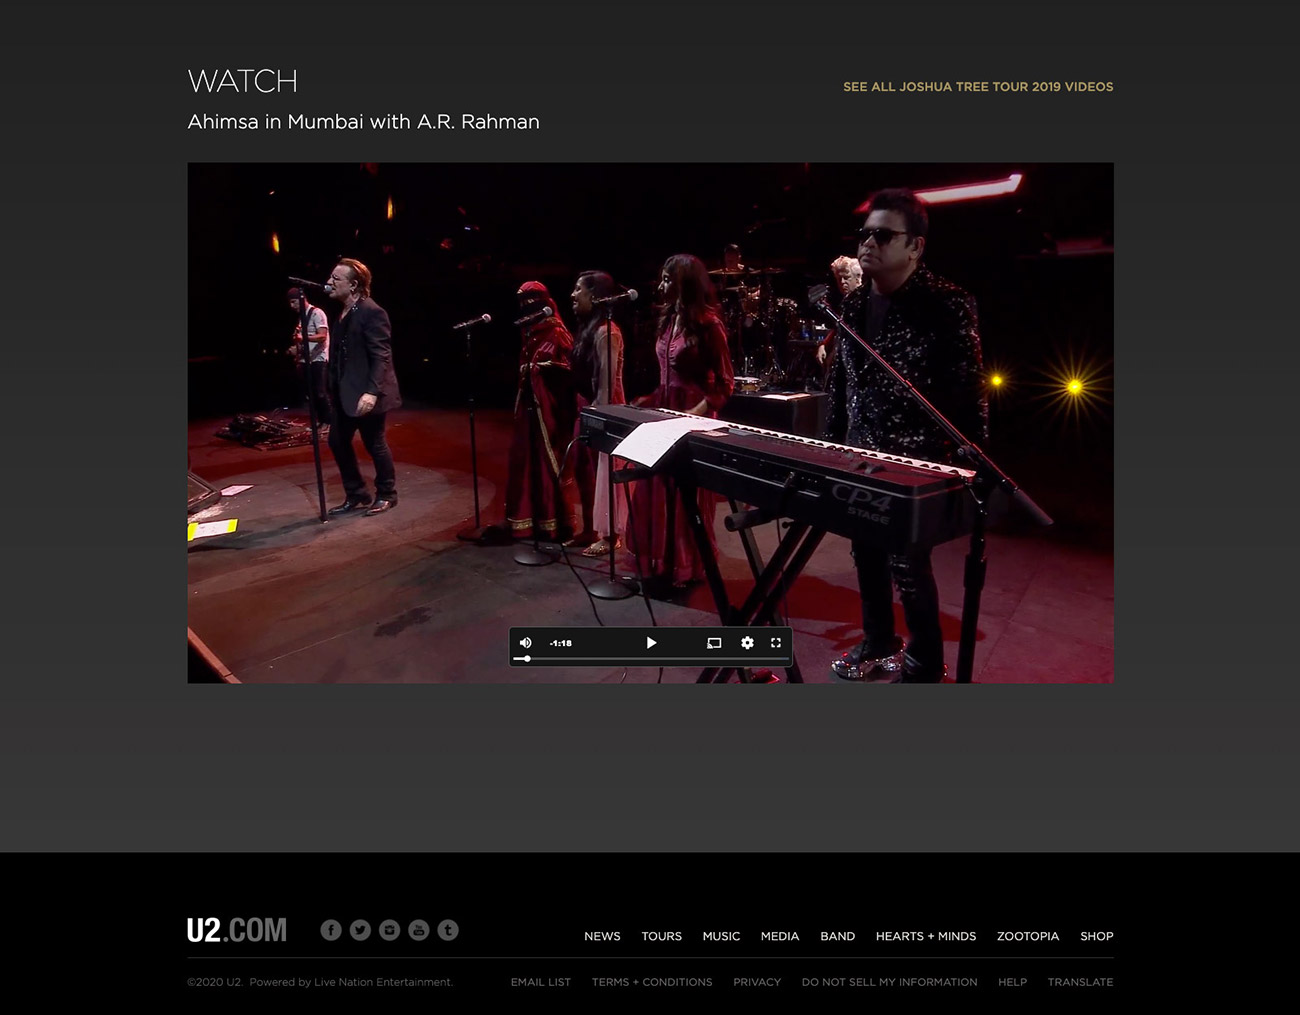 WATCH
SEE ALL JOSHUA TREE TOUR 2019 VIDEOS
Ahimsa in Mumbai with A.R. Rahman
CP4
STAGE
-1:18
U2.COM
NEWS TOURS MUSIC MEDIA BAND HEARTS + MINDS ZOOTOPIA SHOP
©2020 U2. Powered by Live Nation Entertainment.
EMAIL LIST TERMS + CONDITIONS PRIVACY DO NOT SELL MY INFORMATION HELP TRANSLATE